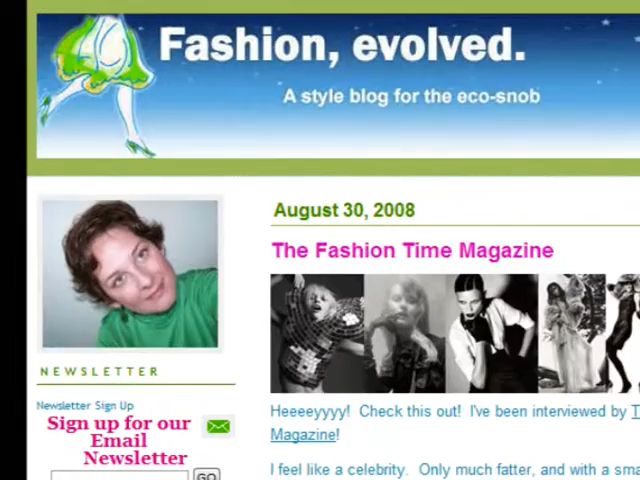 Fashion, evolved.
A style blog for the eco-snob
August 30, 2008
The Fashion Time Magazine
NEWSLETTER
Newsletter Sign Up
Sign up for our
Email
Newsletter
GO
Heeeeyyyy! Check this out! I've been interviewed by
Magazine!
I feel like a celebrity. Only much fatter, and with a